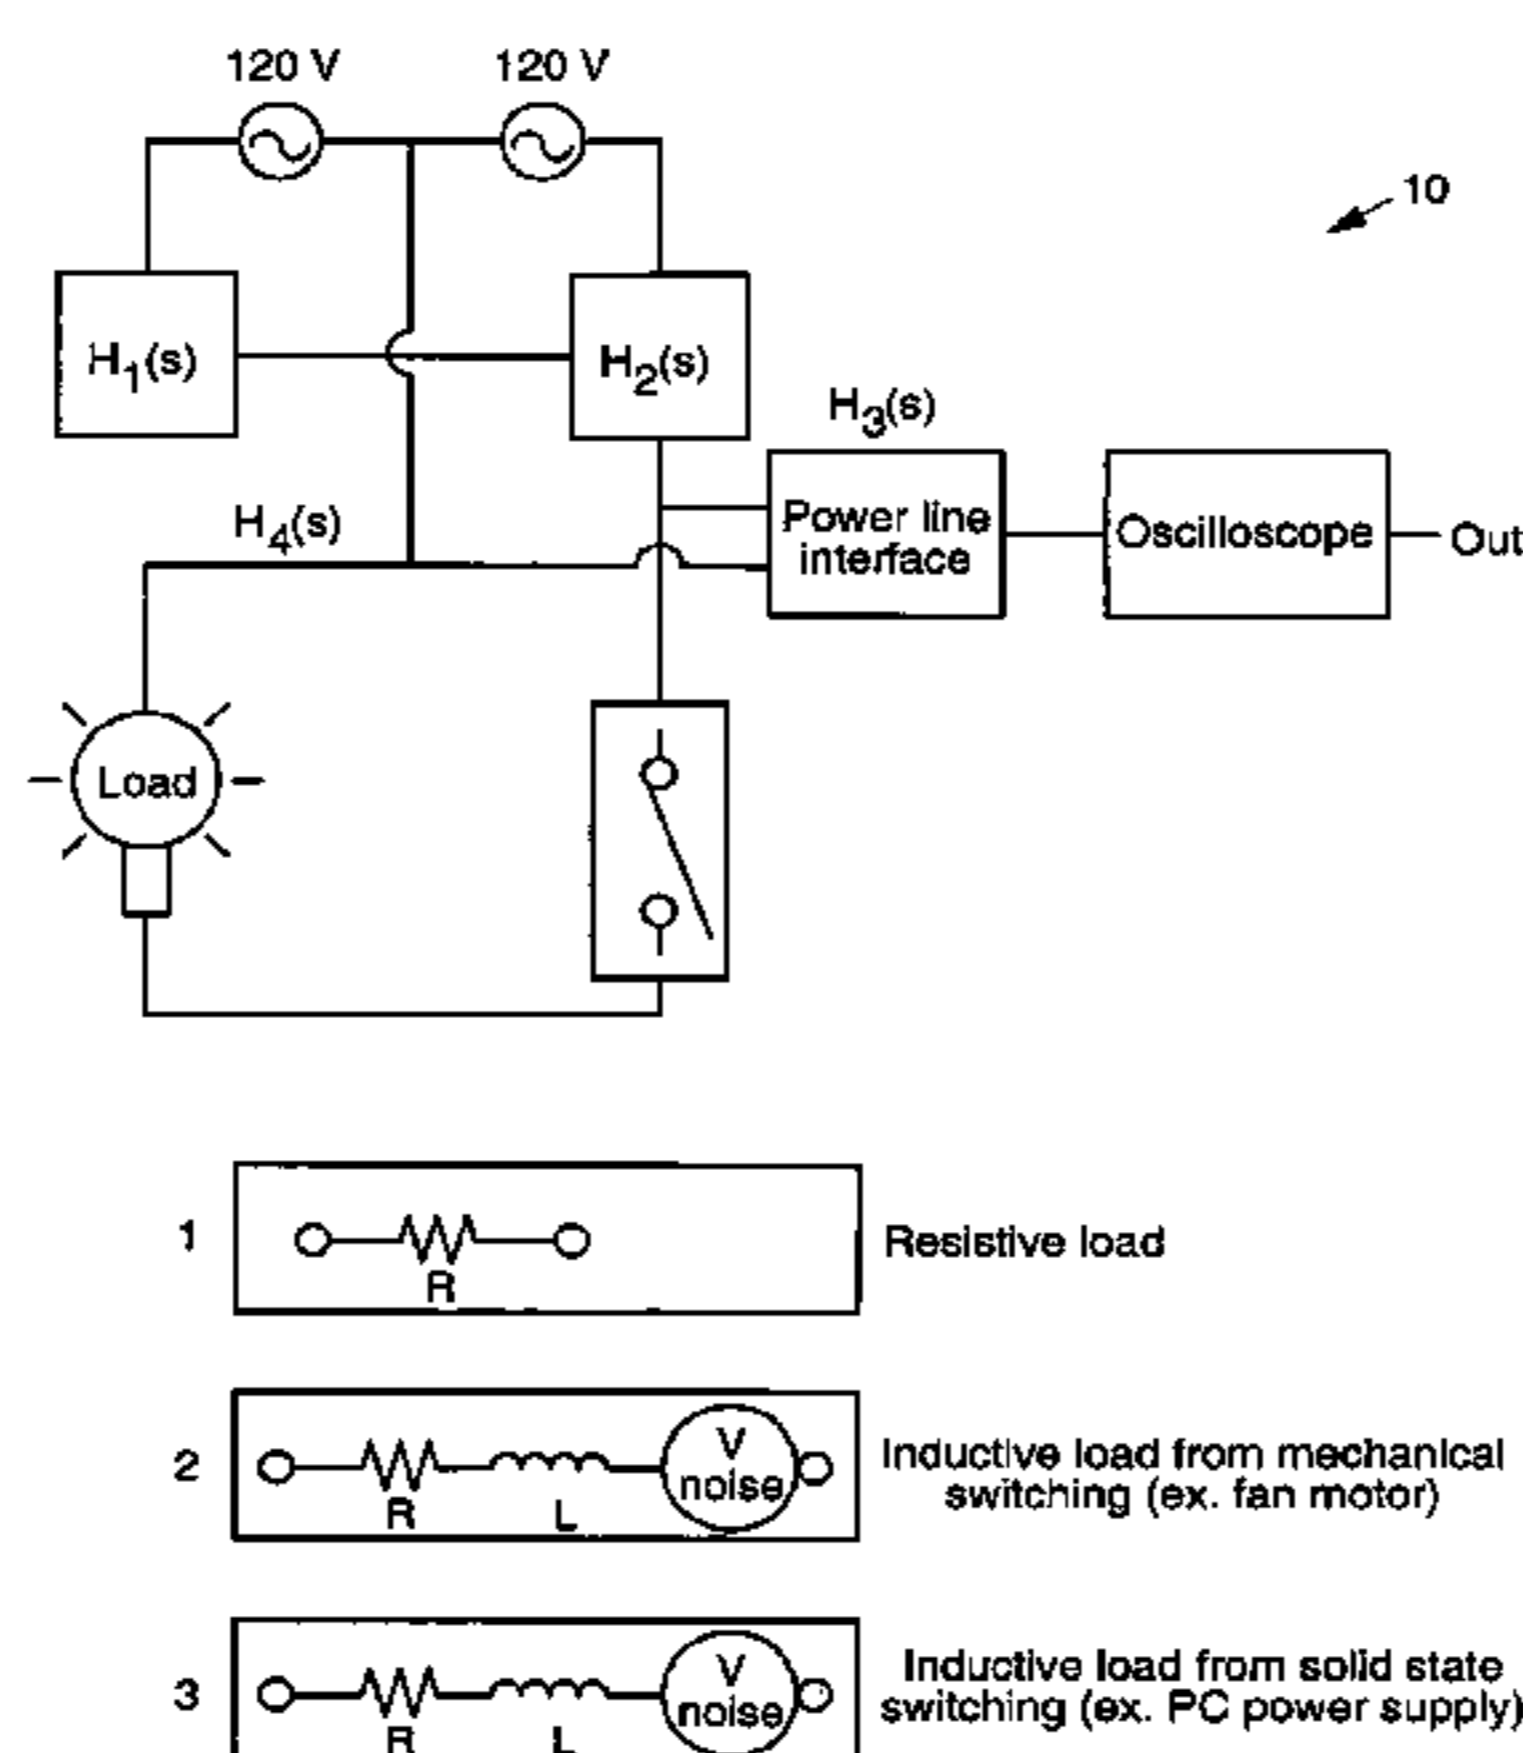 120 V
120 V
10
H1(s)
H2(s)
H3(s)
Power line
interface
Oscilloscope
Out
H4(s)
Load
1
R
Resistive load
2
R
L
V
noise
Inductive load from mechanical
switching (ex. fan motor)
3
R
L
V
noise
Inductive load from solid state
switching (ex. PC power supply)